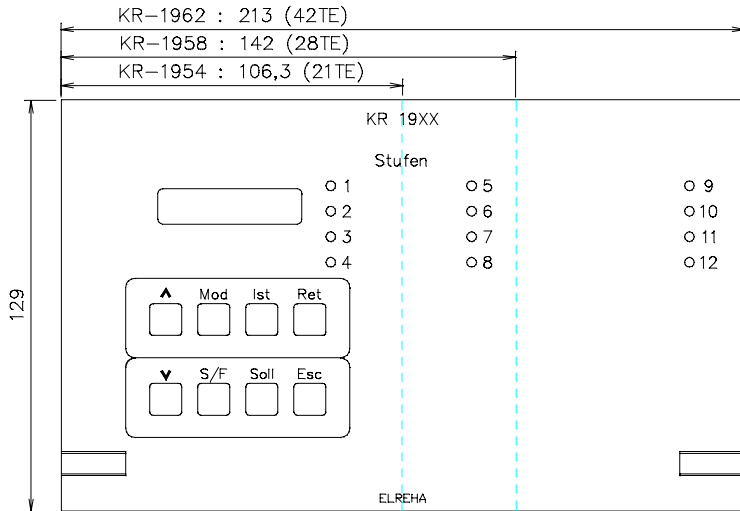 KR-1962 : 213 (42TE)
KR-1958 : 142 (28TE)
KR-1954 : 106,3 (21TE)
KR 19XX
Stufen
1 5 9
2 6 10
3 7 11
4 8 12
129
Mod Ist Ret
S/F Soll Esc
ELREHA